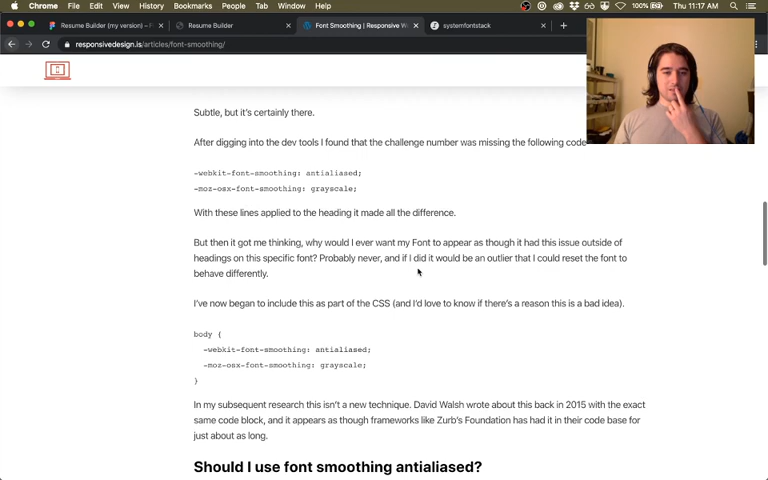 Chrome File Edit View History Bookmarks People Tab Window Help 100% Thu 11:17 AM
Resume Builder (my version) – F Resume Builder Font Smoothing | Responsive W systemfontstack
responsivedesign.is/articles/font-smoothing/
Subtle, but it's certainly there.
After digging into the dev tools I found that the challenge number was missing the following code
-webkit-font-smoothing: antialiased;
-moz-osx-font-smoothing: grayscale;
With these lines applied to the heading it made all the difference.
But then it got me thinking, why would I ever want my Font to appear as though it had this issue outside of
headings on this specific font? Probably never, and if I did it would be an outlier that I could reset the font to
behave differently.
I've now began to include this as part of the CSS (and I'd love to know if there's a reason this is a bad idea).
body {
-webkit-font-smoothing: antialiased;
-moz-osx-font-smoothing: grayscale;
}
In my subsequent research this isn't a new technique. David Walsh wrote about this back in 2015 with the exact
same code block, and it appears as though frameworks like Zurb's Foundation has had it in their code base for
just about as long.
Should I use font smoothing antialiased?